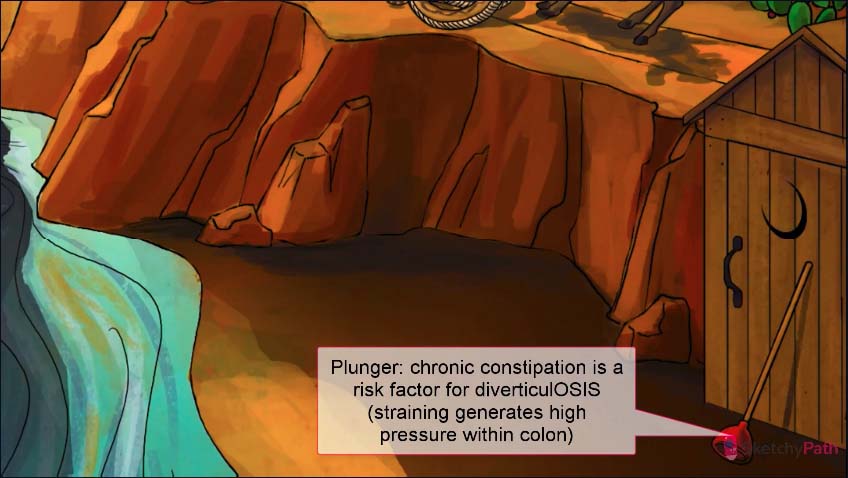 Plunger: chronic constipation is a
risk factor for diverticulOSIS
(straining generates high
pressure within colon)
SketchyPath